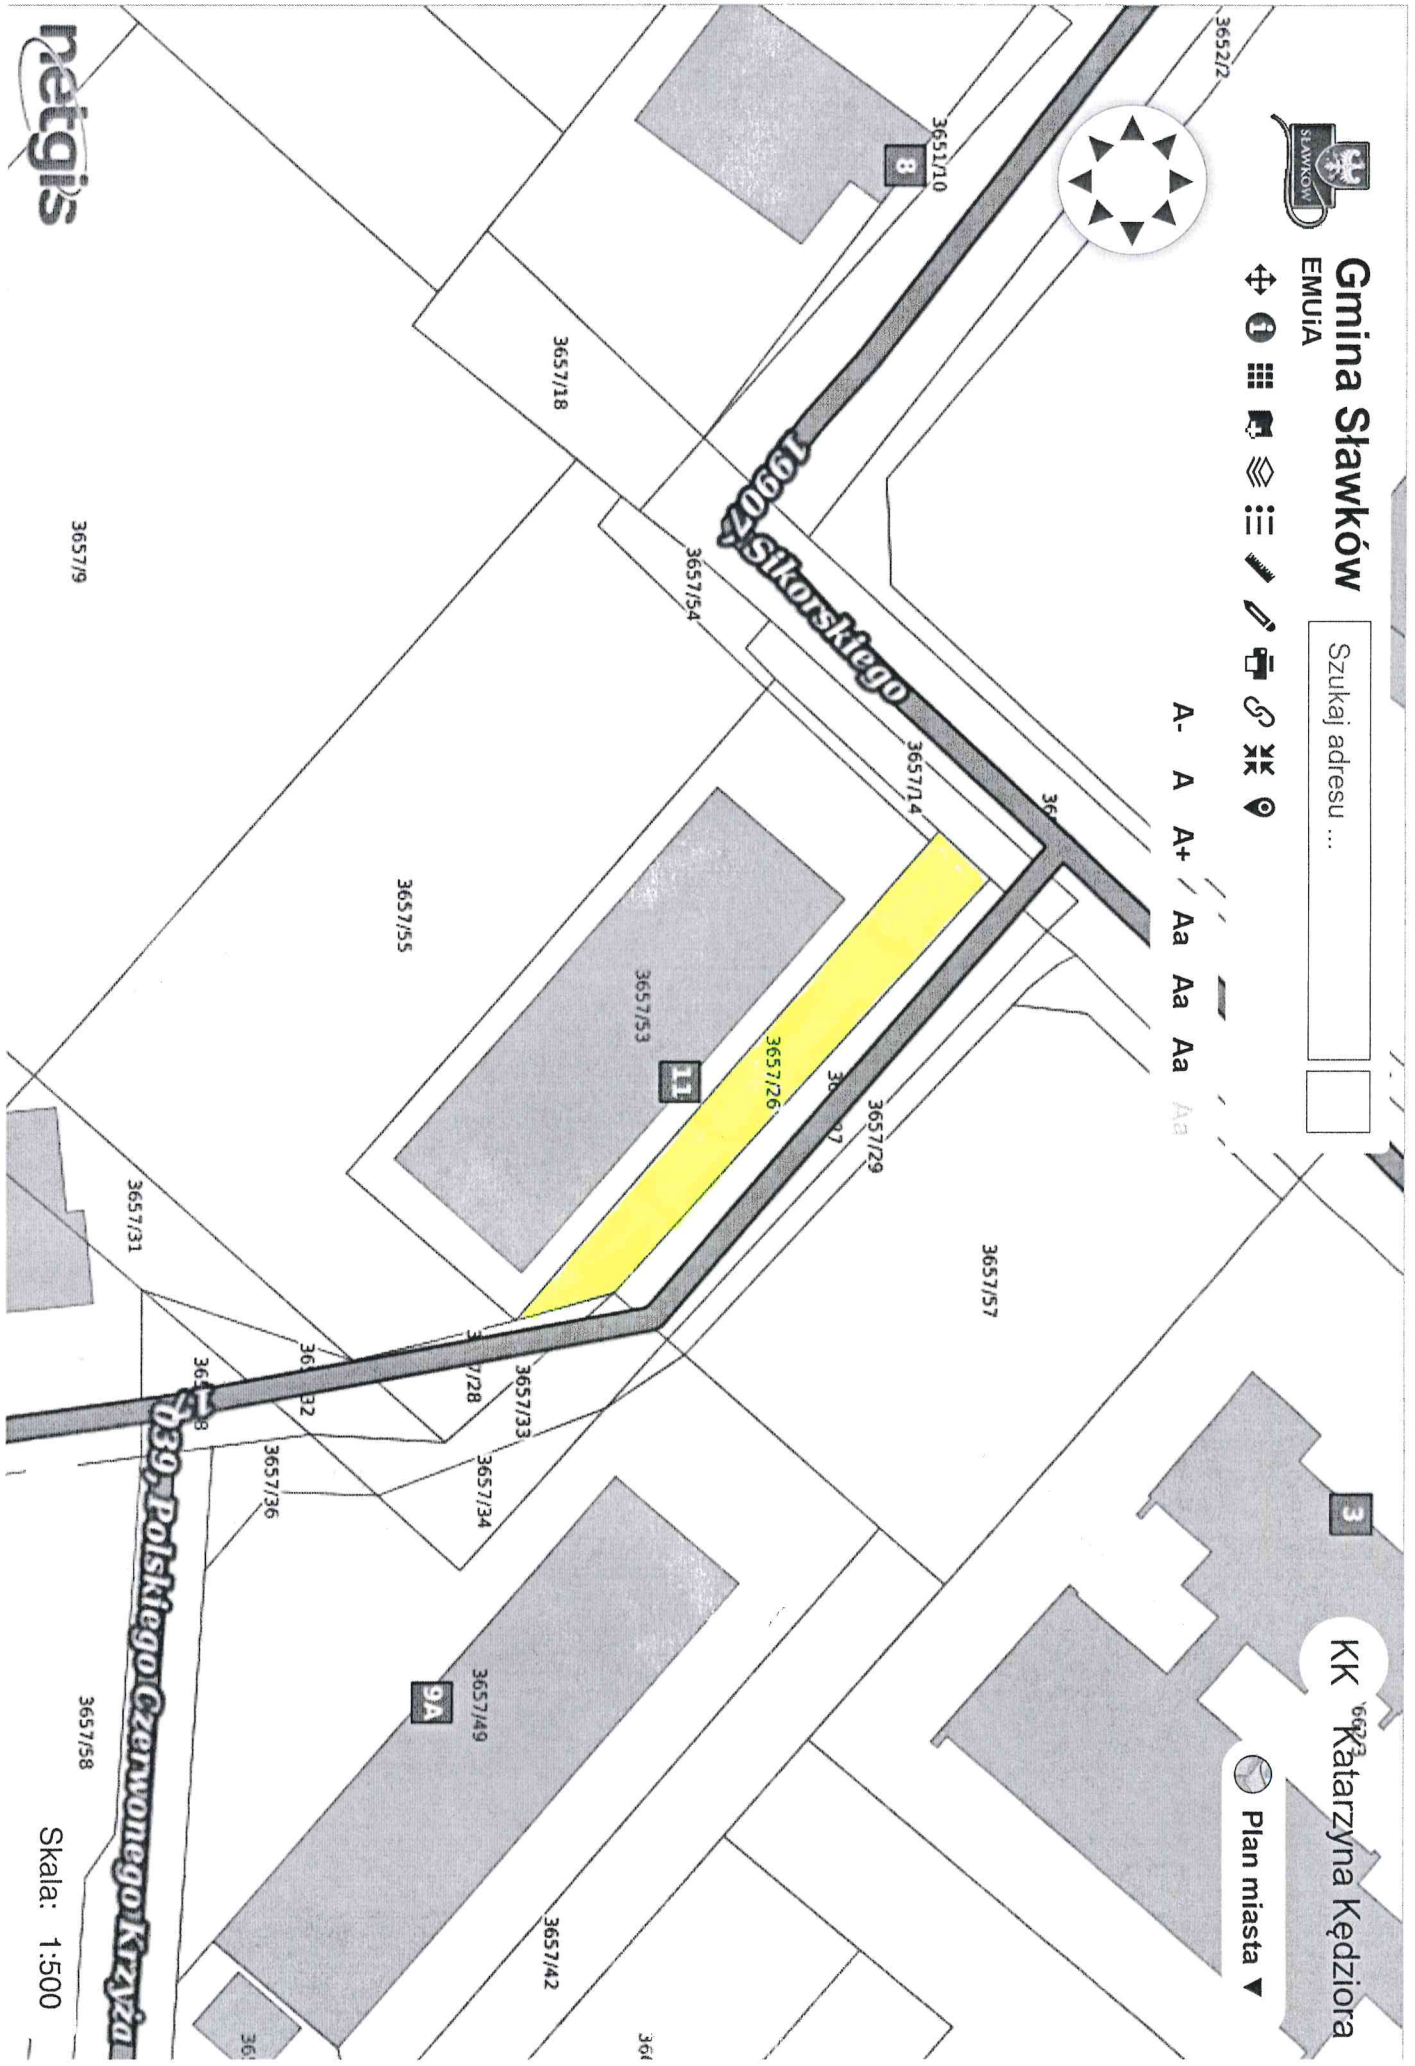 SŁAWKÓW
Gmina Sławków
EMUiA
Szukaj adresu ...
KK
Katarzyna Kędziora
Plan miasta ▼
A- A A+ Aa Aa Aa Aa
3652/2
3651/10
8
3
3657/18
19907, Sikorskiego
3657/54
3657/14
3657/9
3657/55
3657/53
11
3657/26
3657/29
3657/57
3657/31
3657/33
3657/34
3657/36
3657/49
9A
3657/42
3657/58
Polskiego Czerwonego Krzyża
netgis
Skala: 1:500